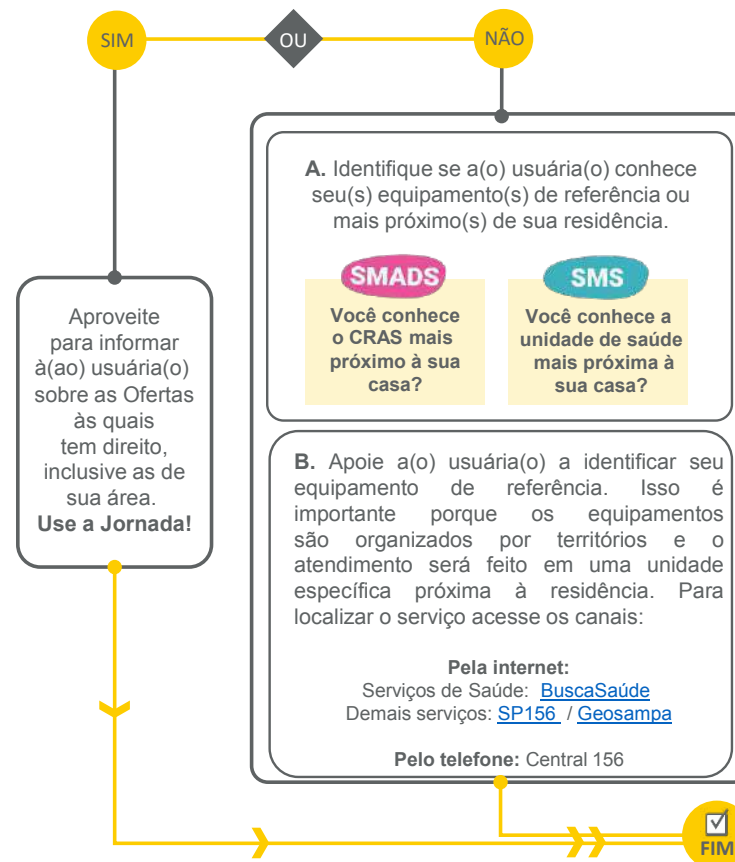 SIM
OU
NÃO
Aproveite
para informar
à(ao) usuária(o)
sobre as Ofertas
às quais
tem direito,
inclusive as de
sua área.
Use a Jornada!
A. Identifique se a(o) usuária(o) conhece
seu(s) equipamento(s) de referência ou
mais próximo(s) de sua residência.
SMADS
Você conhece
o CRAS mais
próximo à sua
casa?
SMS
Você conhece a
unidade de saúde
mais próxima à
sua casa?
B. Apoie a(o) usuária(o) a identificar seu
equipamento de referência. Isso é
importante porque os equipamentos
são organizados por territórios e o
atendimento será feito em uma unidade
específica próxima à residência. Para
localizar o serviço acesse os canais:
Pela internet:
Serviços de Saúde: BuscaSaúde
Demais serviços: SP156 / Geosampa
Pelo telefone: Central 156
FIM